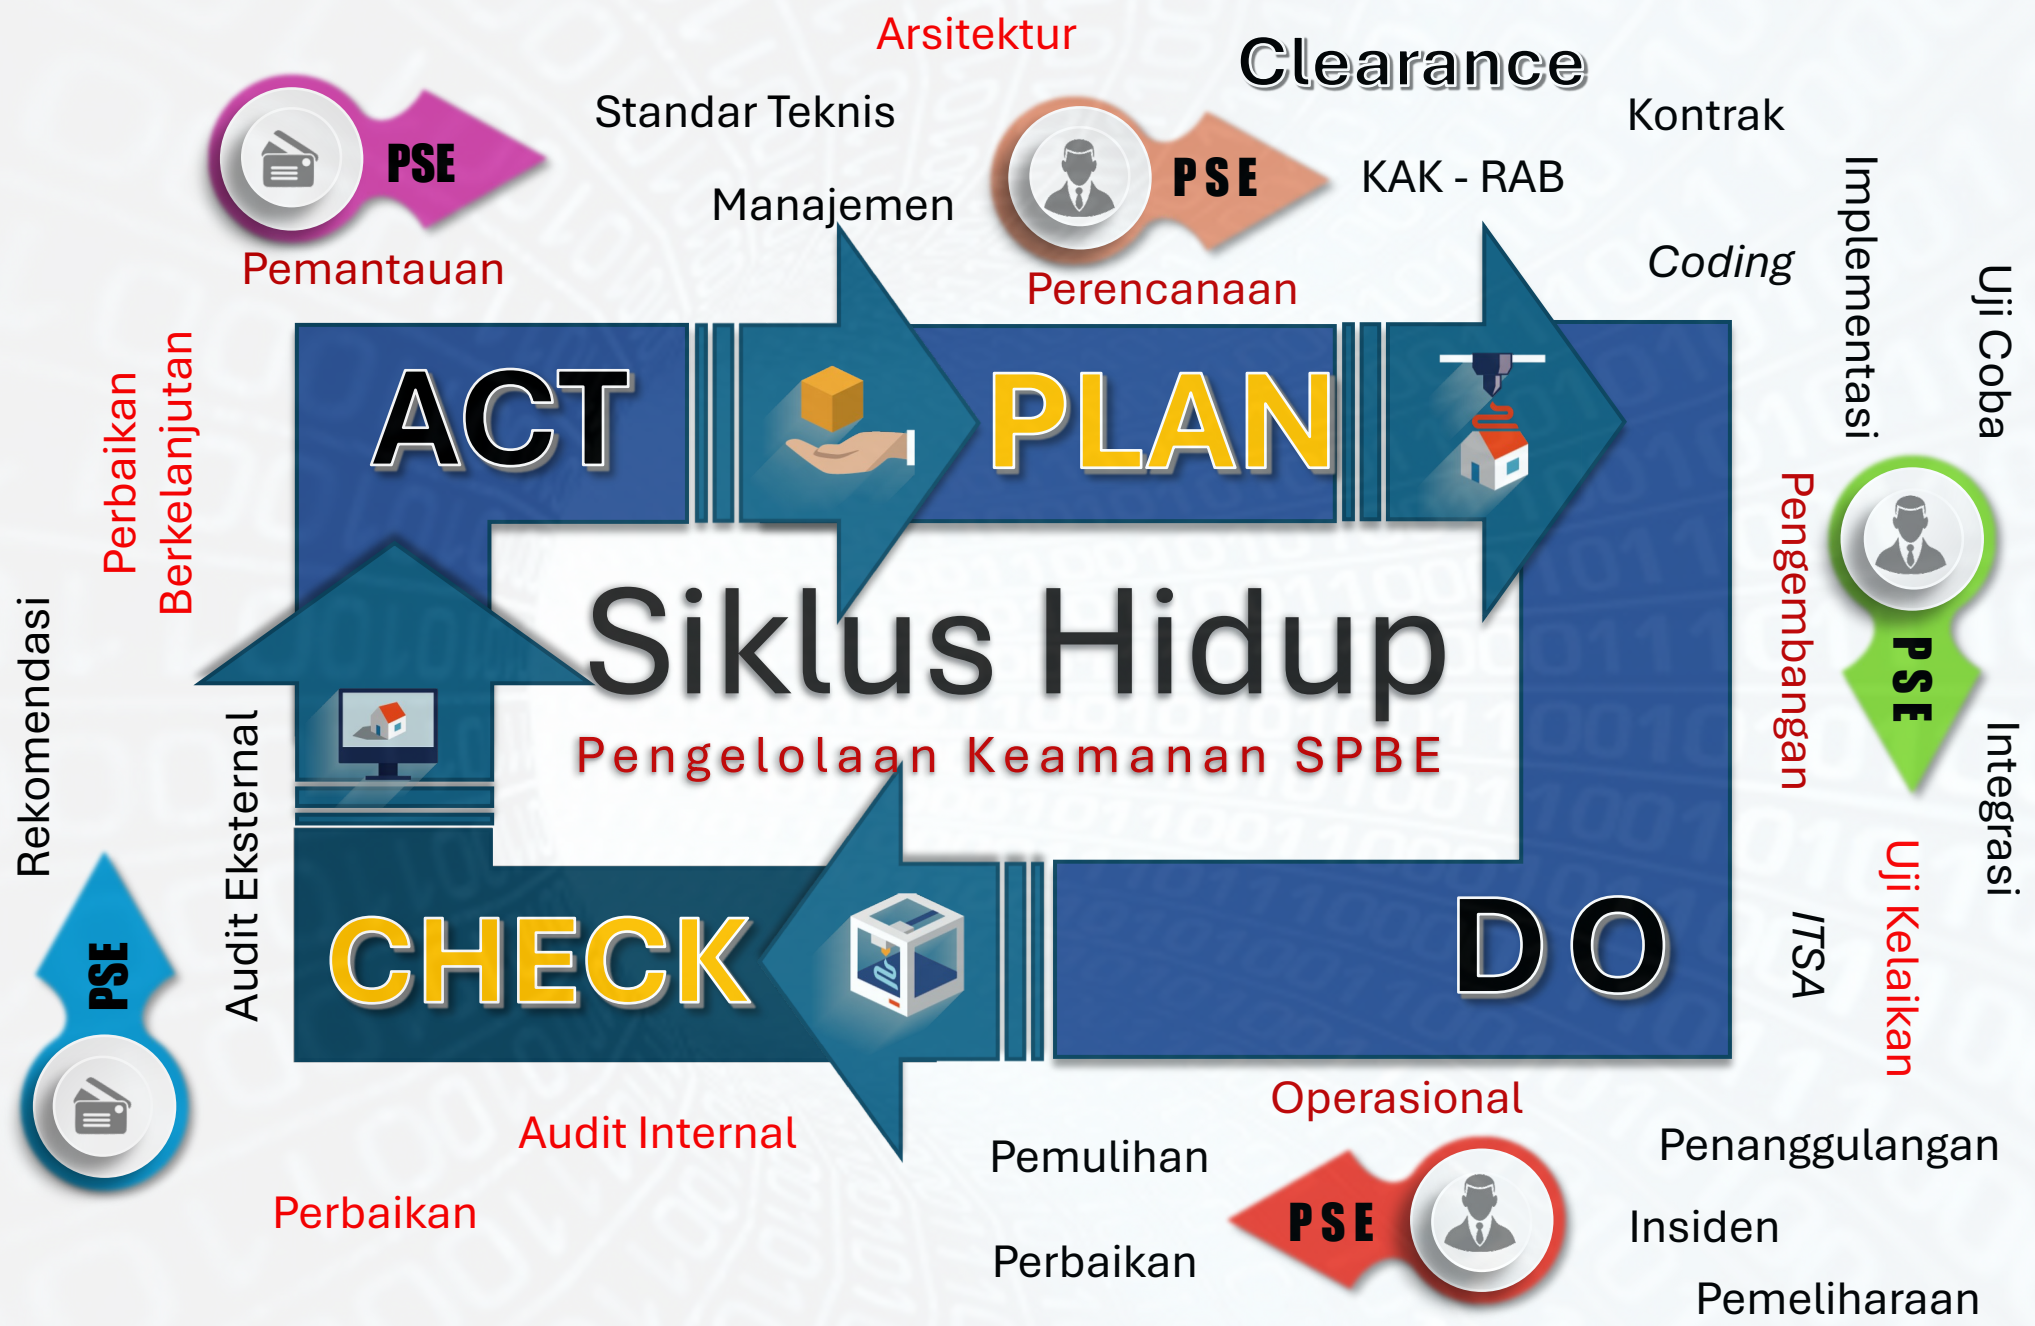 Arsitektur
Clearance
Standar Teknis
Kontrak
PSE
PSE
KAK - RAB
Manajemen
Pemantauan
Perencanaan
Coding
Implementasi
Uji Coba
ACT
PLAN
Perbaikan
Berkelanjutan
Siklus Hidup
Pengelolaan Keamanan SPBE
Pengembangan
PSE
Rekomendasi
Audit Eksternal
Integrasi
Uji Kelaikan
ITSA
PSE
CHECK
DO
Operasional
Audit Internal
Pemulihan
Penanggulangan
Perbaikan
PSE
Insiden
Perbaikan
Pemeliharaan